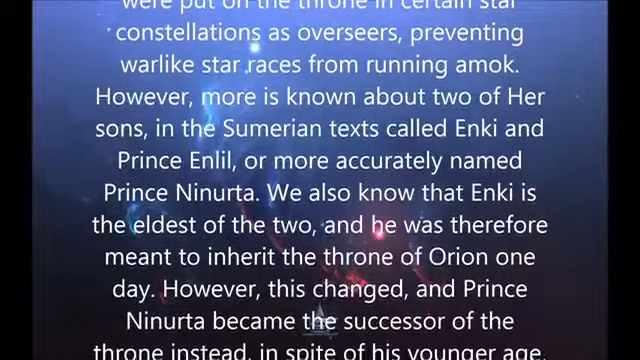 were put on the throne in certain star
constellations as overseers, preventing
warlike star races from running amok.
However, more is known about two of Her
sons, in the Sumerian texts called Enki and
Prince Enlil, or more accurately named
Prince Ninurta. We also know that Enki is
the eldest of the two, and he was therefore
meant to inherit the throne of Orion one
day. However, this changed, and Prince
Ninurta became the successor of the
throne instead, in spite of his younger age.